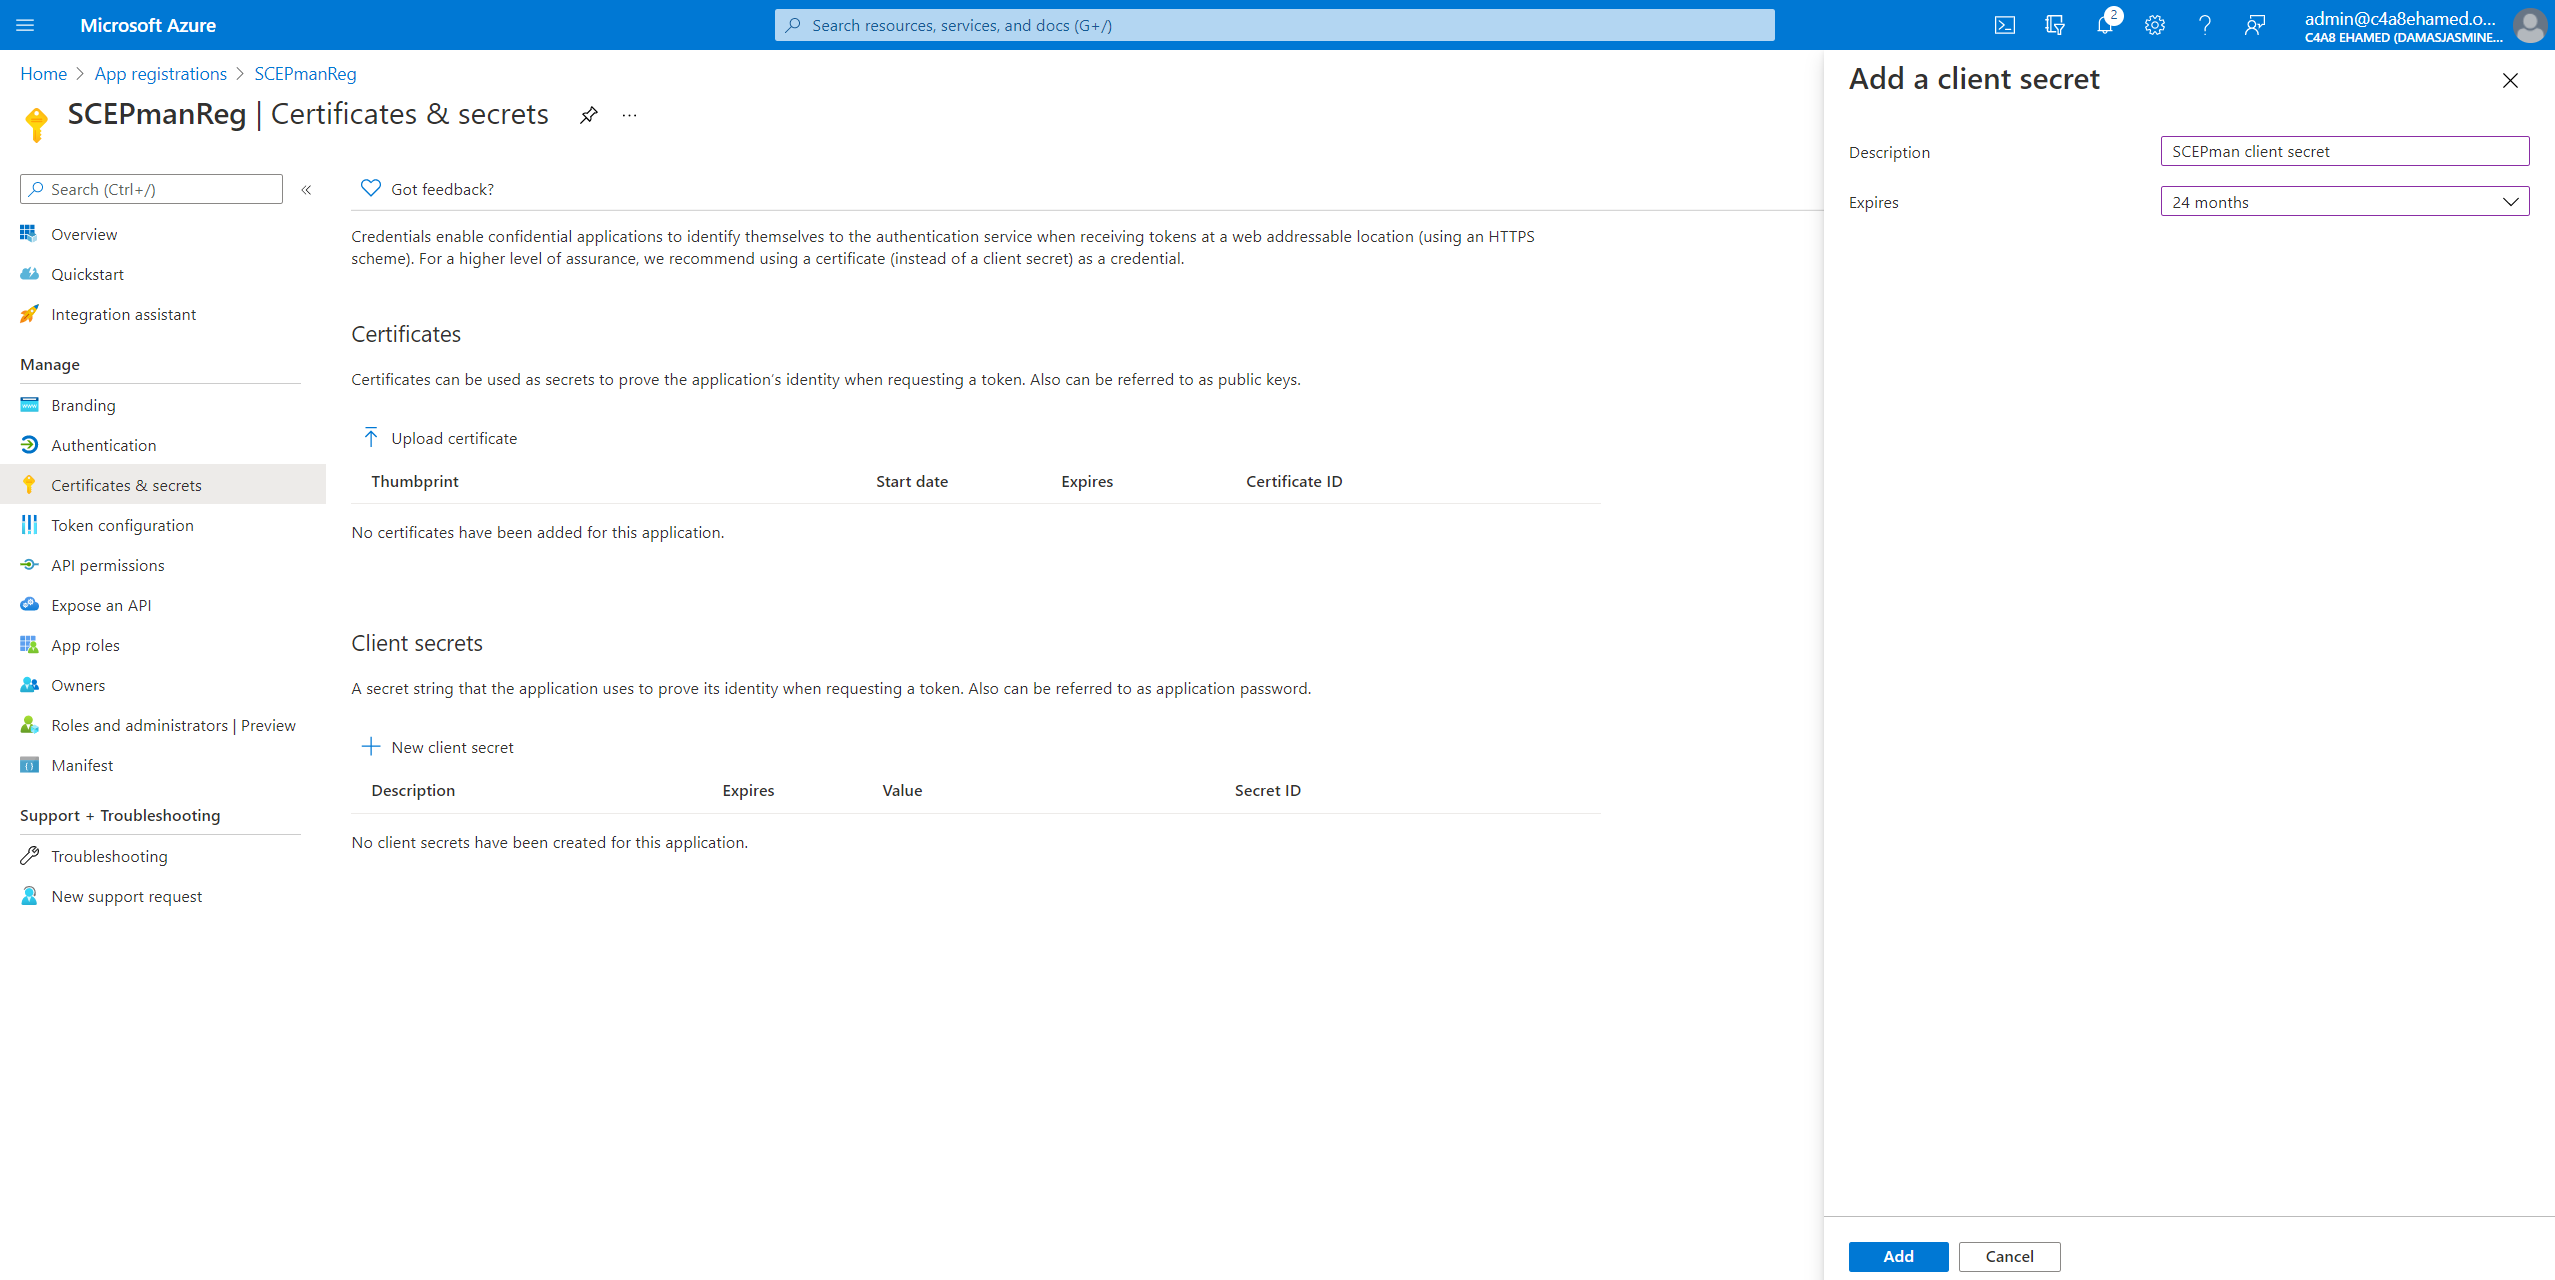 Microsoft Azure
Search resources, services, and docs (G+/)
2
admin@c4a8ehamed.o...
C4A8 EHAMED (DAMASJASMINE...
Home > App registrations > SCEPmanReg
SCEPmanReg | Certificates & secrets
...
Search (Ctrl+/)
«
Overview
Quickstart
Integration assistant
Manage
Branding
Authentication
Certificates & secrets
Token configuration
API permissions
Expose an API
App roles
Owners
Roles and administrators | Preview
Manifest
Support + Troubleshooting
Troubleshooting
New support request
Got feedback?
Credentials enable confidential applications to identify themselves to the authentication service when receiving tokens at a web addressable location (using an HTTPS
scheme). For a higher level of assurance, we recommend using a certificate (instead of a client secret) as a credential.
Certificates
Certificates can be used as secrets to prove the application's identity when requesting a token. Also can be referred to as public keys.
Upload certificate
Thumbprint Start date Expires Certificate ID
No certificates have been added for this application.
Client secrets
A secret string that the application uses to prove its identity when requesting a token. Also can be referred to as application password.
New client secret
Description Expires Value Secret ID
No client secrets have been created for this application.
Add a client secret
Description SCEPman client secret
Expires 24 months
Add Cancel